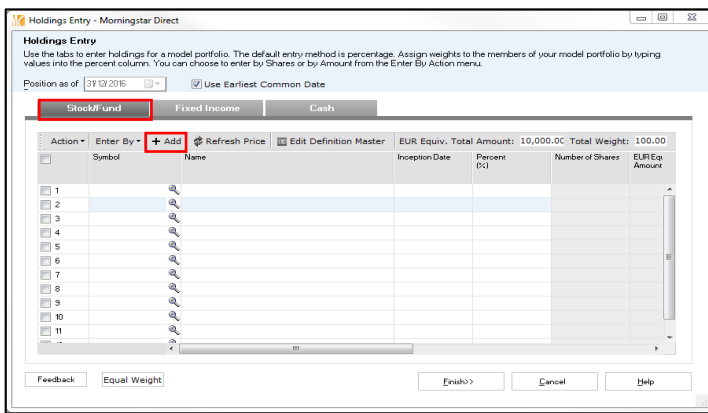 Holdings Entry - Morningstar Direct
Holdings Entry
Use the tabs to enter holdings for a model portfolio. The default entry method is percentage. Assign weights to the members of your model portfolio by typing
values into the percent column. You can choose to enter by Shares or by Amount from the Enter By Action menu.
Position as of 31/12/2016 Use Earliest Common Date
Stock/Fund Fixed Income Cash
Action Enter By + Add Refresh Price Edit Definition Master EUR Equiv. Total Amount: 10,000.00 Total Weight: 100.00
Symbol Name Inception Date Percent Number of Shares EUR Equ
(%) Amount
1
2
3
4
5
6
7
8
9
10
11
Feedback Equal Weight Finish>> Cancel Help